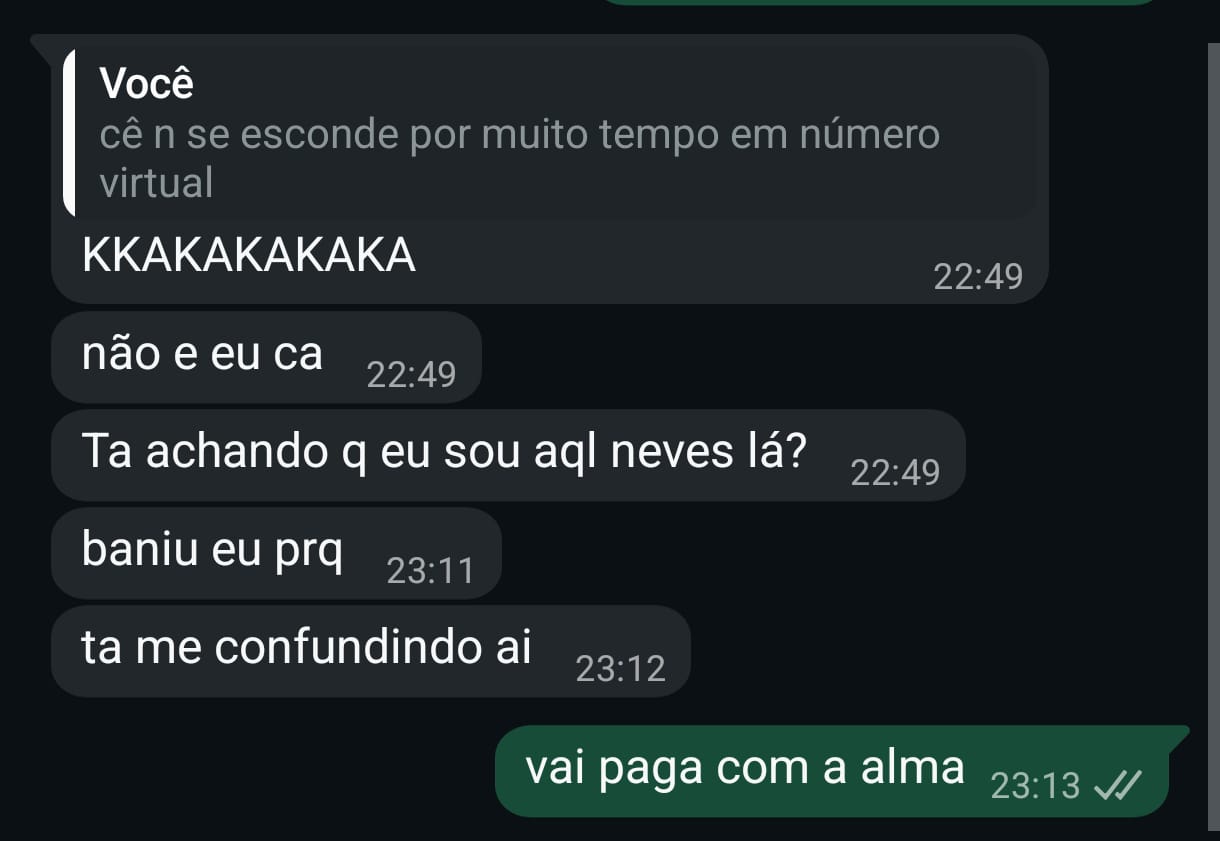 Você
cê n se esconde por muito tempo em número
virtual
KKAKAKAKAKA
22:49
não e eu ca 22:49
Ta achando q eu sou aql neves lá? 22:49
baniu eu prq 23:11
ta me confundindo ai 23:12
vai paga com a alma 23:13